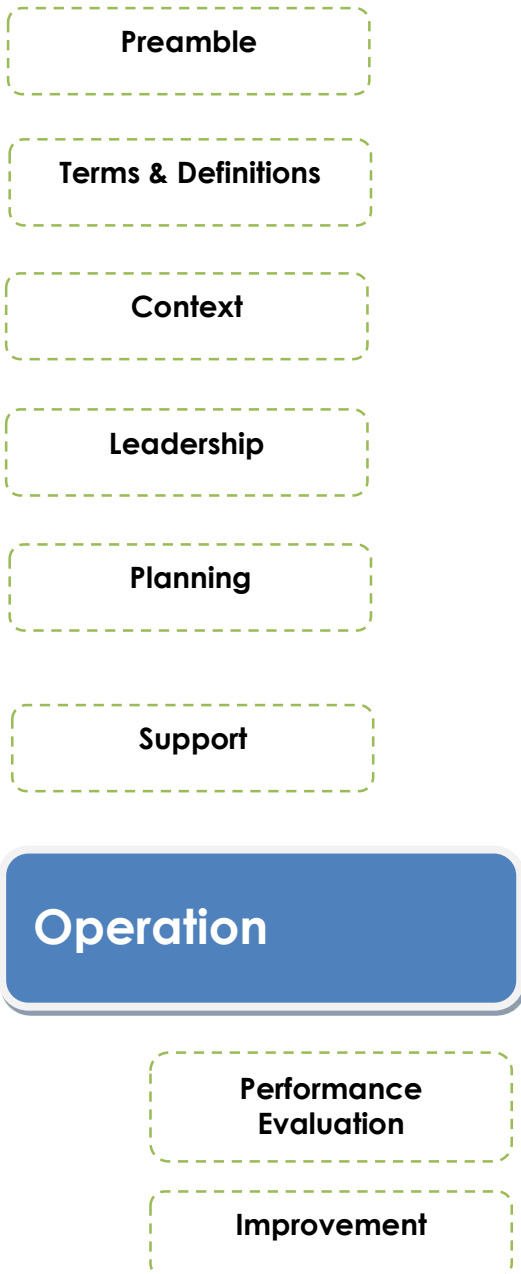 Preamble
Terms & Definitions
Context
Leadership
Planning
Support
Operation
Performance
Evaluation
Improvement